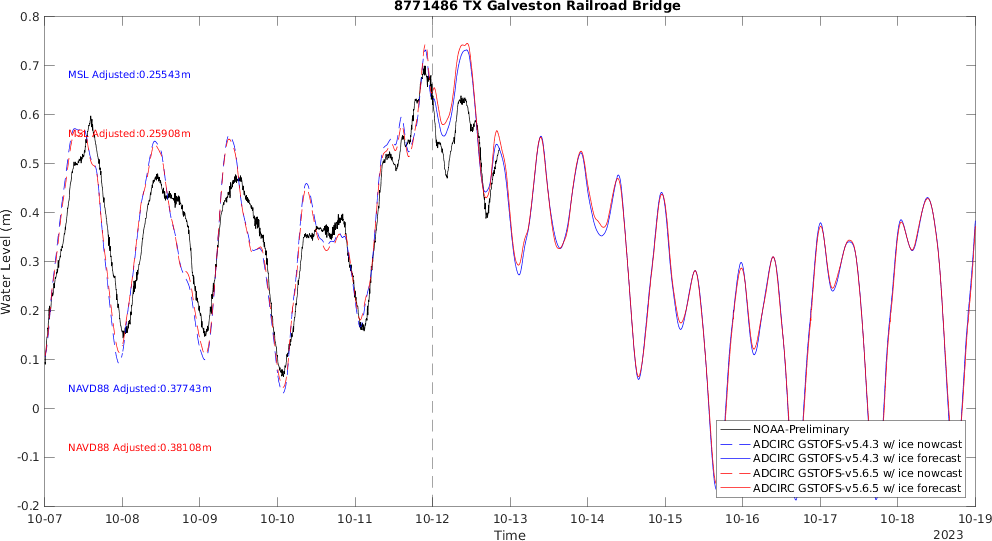 8771486 TX Galveston Railroad Bridge
0.8
0.7
0.6
0.5
0.4
0.3
0.2
0.1
0
-0.1
-0.2
Water Level (m)
MSL Adjusted:0.25543m
MSL Adjusted:0.25908m
NAVD88 Adjusted:0.37743m
NAVD88 Adjusted:0.38108m
NOAA-Preliminary
ADCIRC GSTOFS-v5.4.3 w/ ice nowcast
ADCIRC GSTOFS-v5.4.3 w/ ice forecast
ADCIRC GSTOFS-v5.6.5 w/ ice nowcast
ADCIRC GSTOFS-v5.6.5 w/ ice forecast
10-07 10-08 10-09 10-10 10-11 10-12 10-13 10-14 10-15 10-16 10-17 10-18 10-19
Time
2023